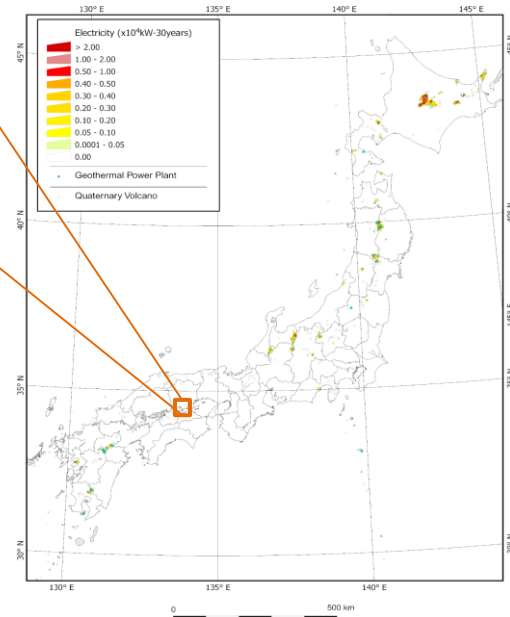 130° E
135° E
140° E
145° E
Electricity (x10⁴kW-30years)
> 2.00
1.00 - 2.00
0.50 - 1.00
0.40 - 0.50
0.30 - 0.40
0.20 - 0.30
0.10 - 0.20
0.05 - 0.10
0.0001 - 0.05
0.00
Geothermal Power Plant
Quaternary Volcano
45° N
40° N
35° N
30° N
130° E
135° E
140° E
0
500 km